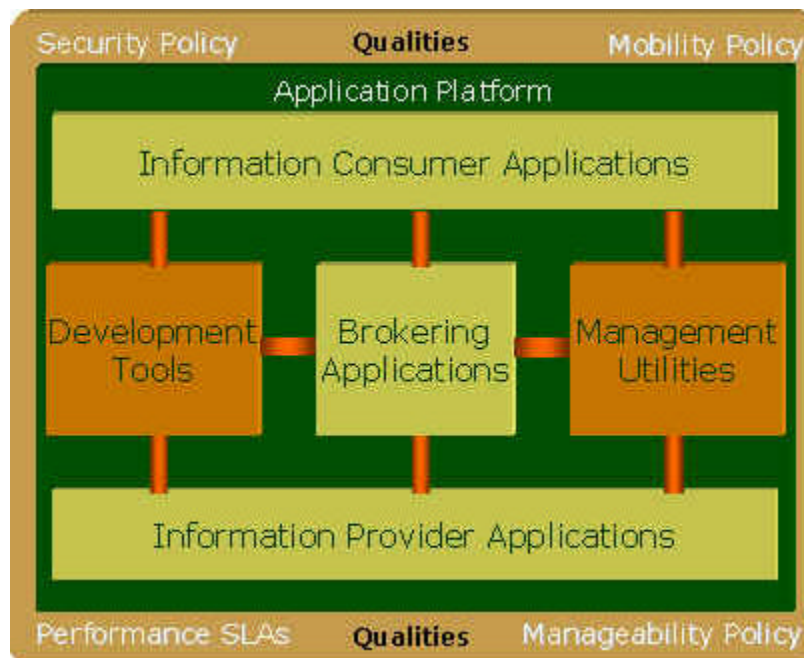 Security Policy Qualities Mobility Policy
Application Platform
Information Consumer Applications
Development Tools
Brokering Applications
Management Utilities
Information Provider Applications
Performance SLAs Qualities Manageability Policy